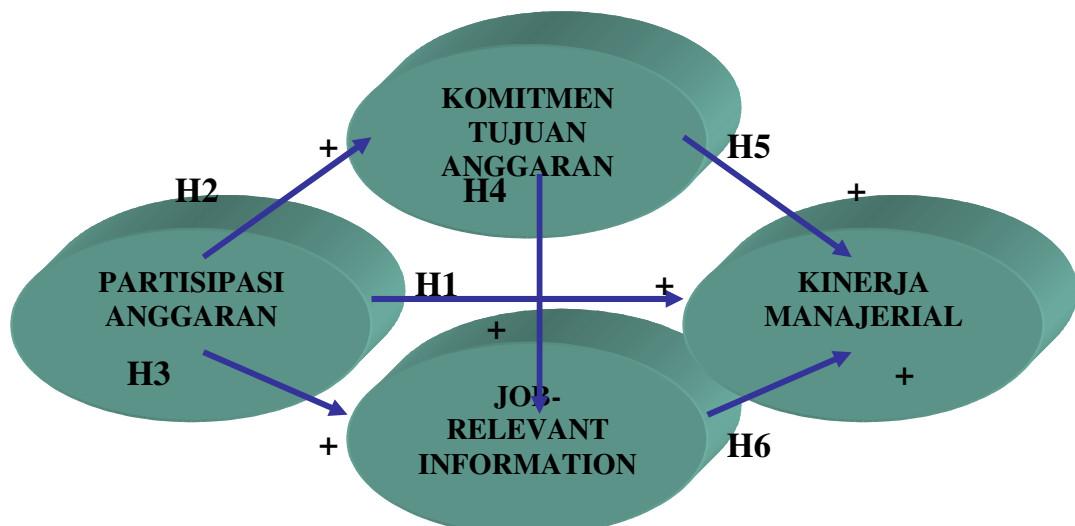 KOMITMEN
TUJUAN
ANGGARAN
+
H5
H2
H4
+
PARTISIPASI
ANGGARAN
H1
+
KINERJA
MANAJERIAL
+
H3
+
JOB-
RELEVANT
INFORMATION
+
H6